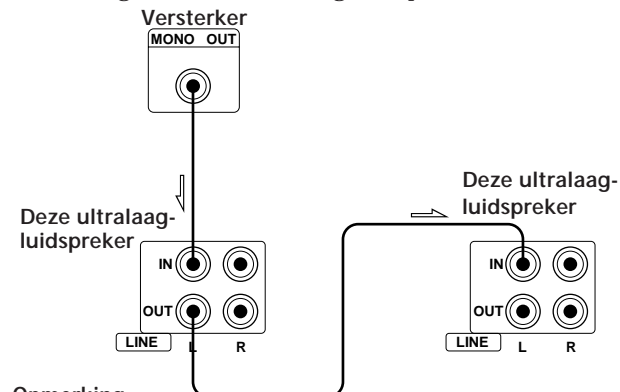 Versterker
MONO OUT
Deze ultralaag-
luidspreker
Deze ultralaag-
luidspreker
IN
OUT
LINE
L
R
IN
OUT
LINE
L
R
Opmerking